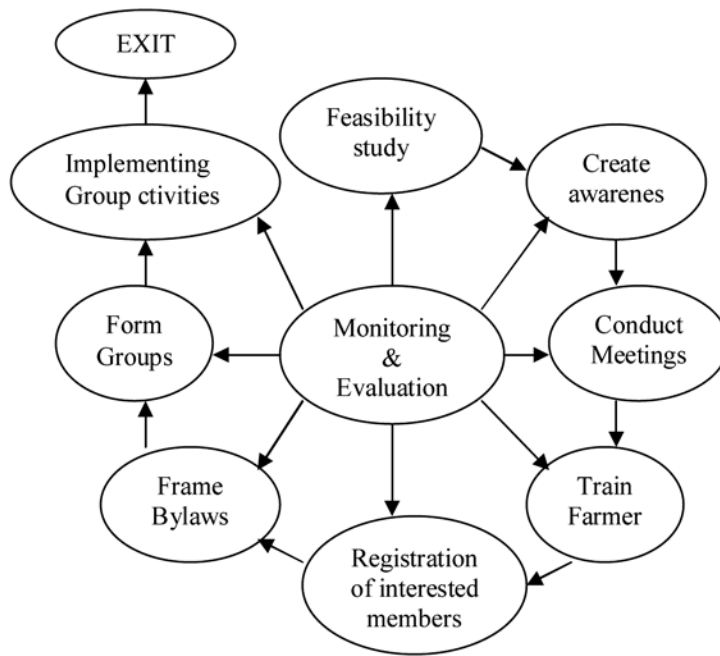 EXIT
Implementing
Group ctivities
Feasibility
study
Create
awarenes
Form
Groups
Monitoring
&
Evaluation
Conduct
Meetings
Frame
Bylaws
Train
Farmer
Registration
of interested
members